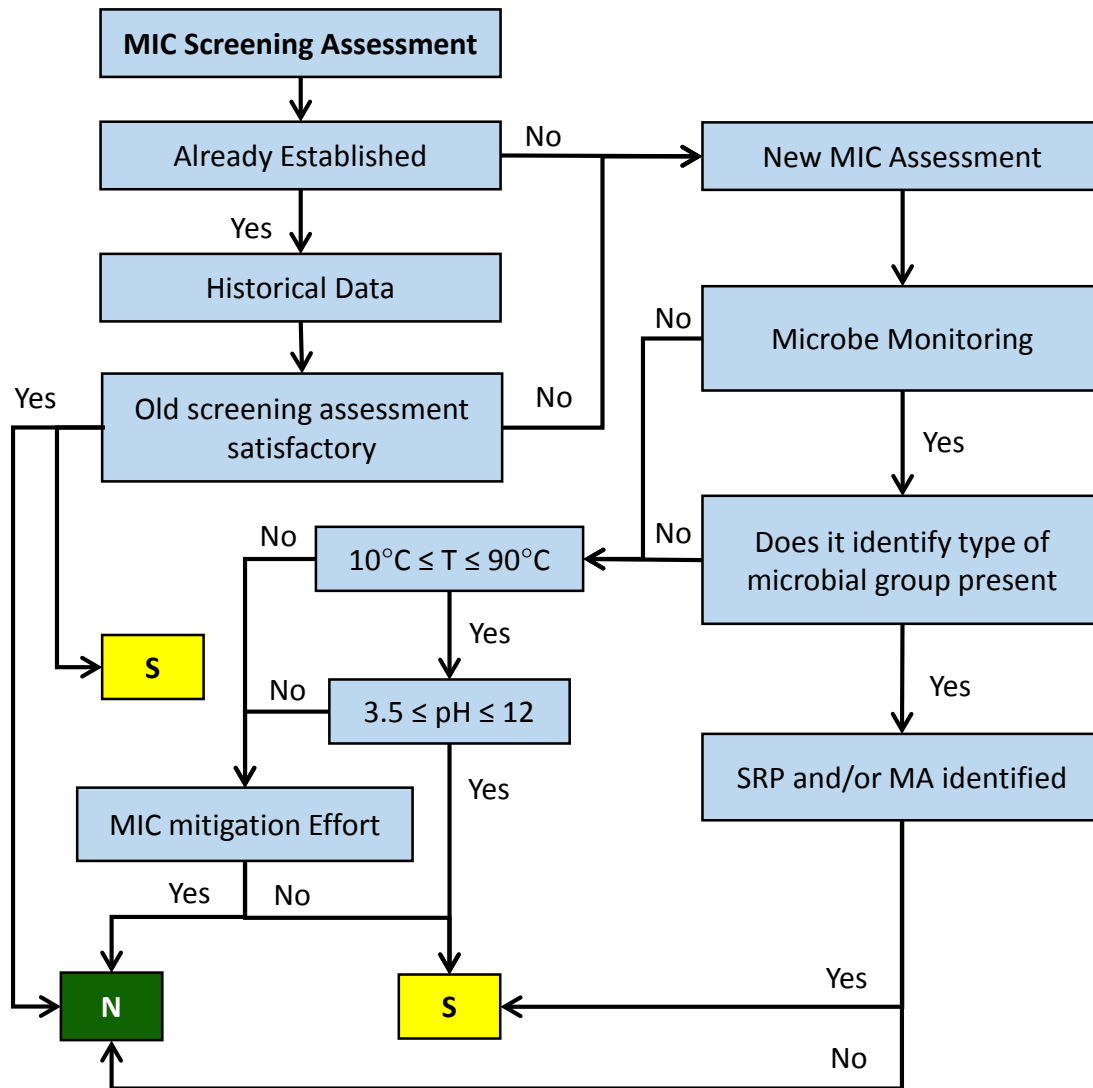 MIC Screening Assessment
Already Established
No
New MIC Assessment
Yes
Historical Data
No
Microbe Monitoring
Yes
Old screening assessment
satisfactory
No
Yes
No
10°C ≤ T ≤ 90°C
No
Does it identify type of
microbial group present
Yes
S
No
3.5 ≤ pH ≤ 12
Yes
SRP and/or MA identified
Yes
MIC mitigation Effort
Yes
No
N
S
Yes
No